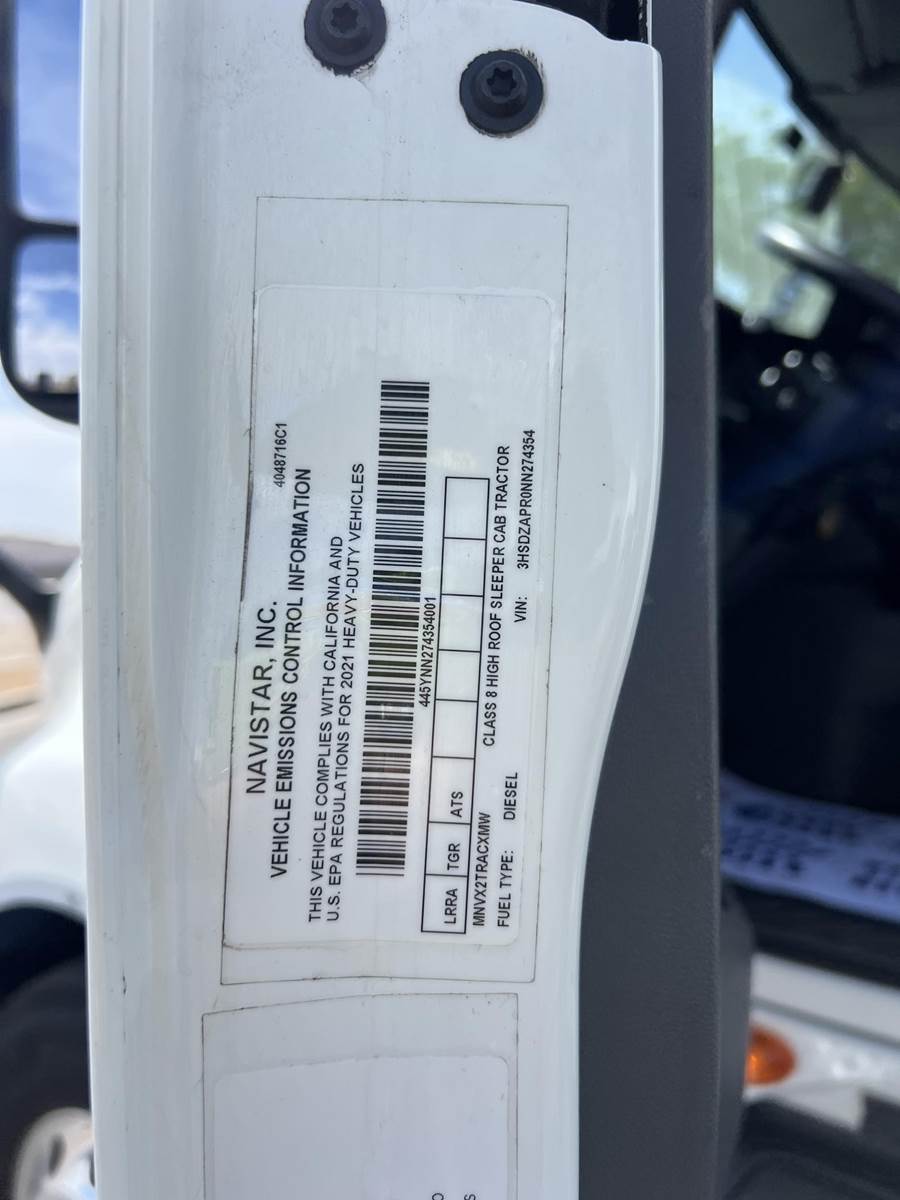 4048716C1
NAVISTAR, INC.
VEHICLE EMISSIONS CONTROL INFORMATION
THIS VEHICLE COMPLIES WITH CALIFORNIA AND
U.S. EPA REGULATIONS FOR 2021 HEAVY-DUTY VEHICLES
445YNN274354001
LRRA TGR ATS
MNVX2TRACXMW CLASS 8 HIGH ROOF SLEEPER CAB TRACTOR
FUEL TYPE: DIESEL VIN: 3HSDZAPR0NN274354